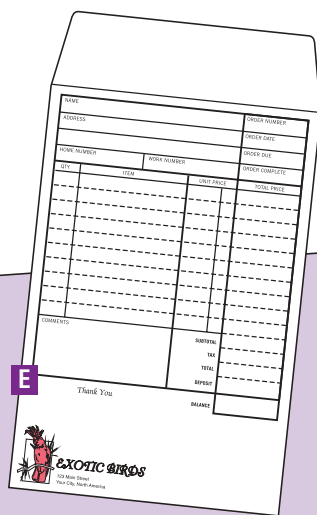 NAME
ORDER NUMBER
ADDRESS
ORDER DATE
ORDER DUE
HOME NUMBER WORK NUMBER
ORDER COMPLETE
QTY. ITEM UNIT PRICE TOTAL PRICE
COMMENTS
SUBTOTAL
TAX
TOTAL
DEPOSIT
BALANCE
E
Thank You
EXOTIC BIRDS
123 Main Street
Your City, North America